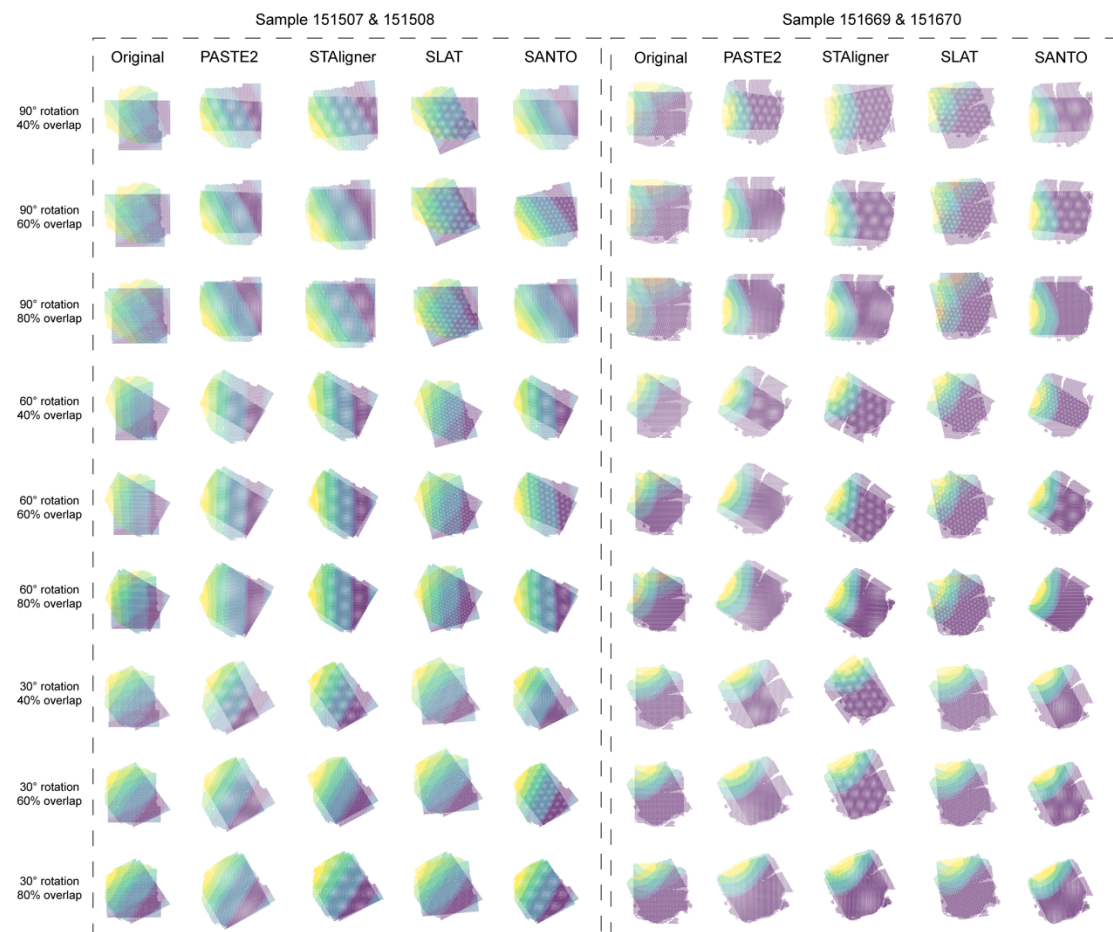 Sample 151507 & 151508
Sample 151669 & 151670
Original PASTE2 STAligner SLAT SANTO
Original PASTE2 STAligner SLAT SANTO
90° rotation
40% overlap
90° rotation
60% overlap
90° rotation
80% overlap
60° rotation
40% overlap
60° rotation
60% overlap
60° rotation
80% overlap
30° rotation
40% overlap
30° rotation
60% overlap
30° rotation
80% overlap